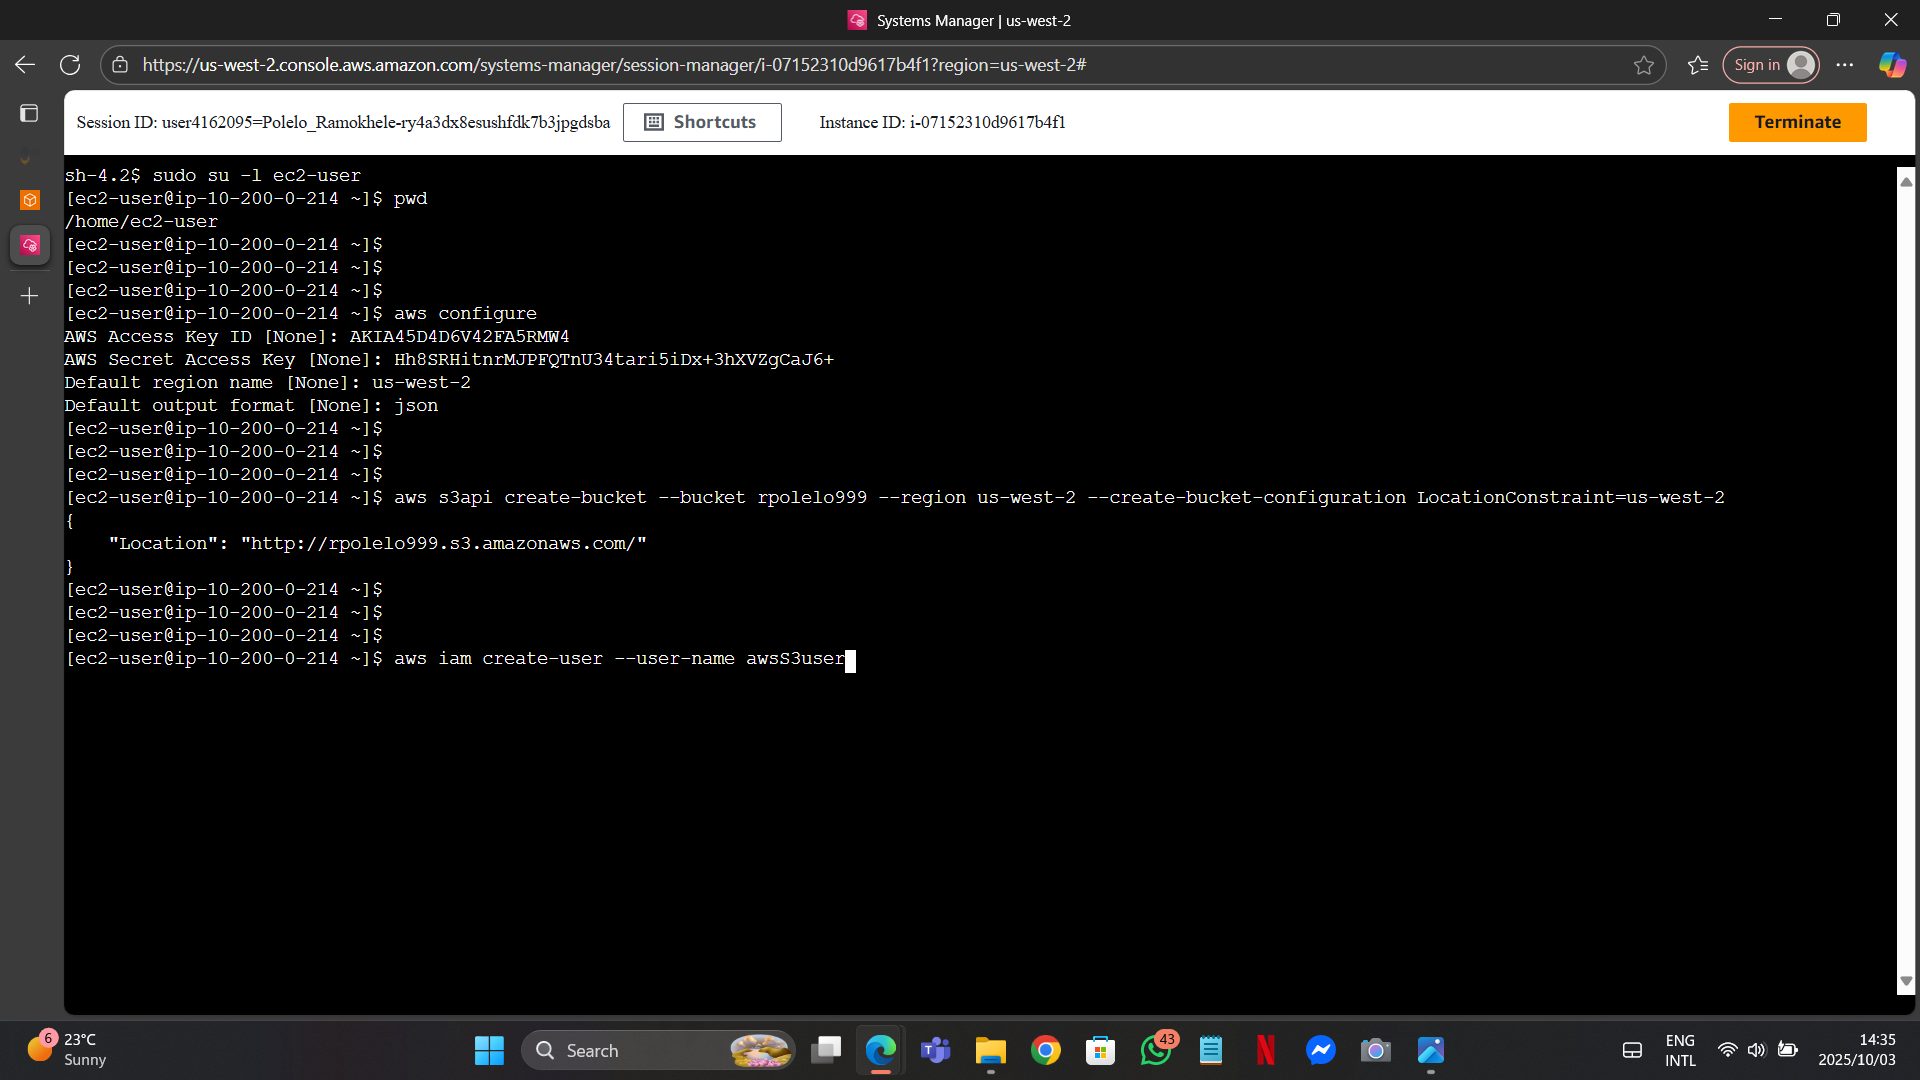 Systems Manager | us-west-2
https://us-west-2.console.aws.amazon.com/systems-manager/session-manager/i-07152310d9617b4f1?region=us-west-2#
Sign in
Session ID: user4162095=Polelo_Ramokhele-ry4a3dx8esushfdk7b3jpgdsba
Shortcuts
Instance ID: i-07152310d9617b4f1
Terminate
sh-4.2$ sudo su -l ec2-user
[ec2-user@ip-10-200-0-214 ~]$ pwd
/home/ec2-user
[ec2-user@ip-10-200-0-214 ~]$
[ec2-user@ip-10-200-0-214 ~]$
[ec2-user@ip-10-200-0-214 ~]$
[ec2-user@ip-10-200-0-214 ~]$ aws configure
AWS Access Key ID [None]: AKIA45D4D6V42FA5RMW4
AWS Secret Access Key [None]: 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
Default region name [None]: us-west-2
Default output format [None]: json
[ec2-user@ip-10-200-0-214 ~]$
[ec2-user@ip-10-200-0-214 ~]$
[ec2-user@ip-10-200-0-214 ~]$
[ec2-user@ip-10-200-0-214 ~]$ aws s3api create-bucket --bucket rpolelo999 --region us-west-2 --create-bucket-configuration LocationConstraint=us-west-2
{
    "Location": "http://rpolelo999.s3.amazonaws.com/"
}
[ec2-user@ip-10-200-0-214 ~]$
[ec2-user@ip-10-200-0-214 ~]$
[ec2-user@ip-10-200-0-214 ~]$
[ec2-user@ip-10-200-0-214 ~]$ aws iam create-user --user-name awsS3user
6
23°C
Sunny
Search
43
ENG
INTL
14:35
2025/10/03